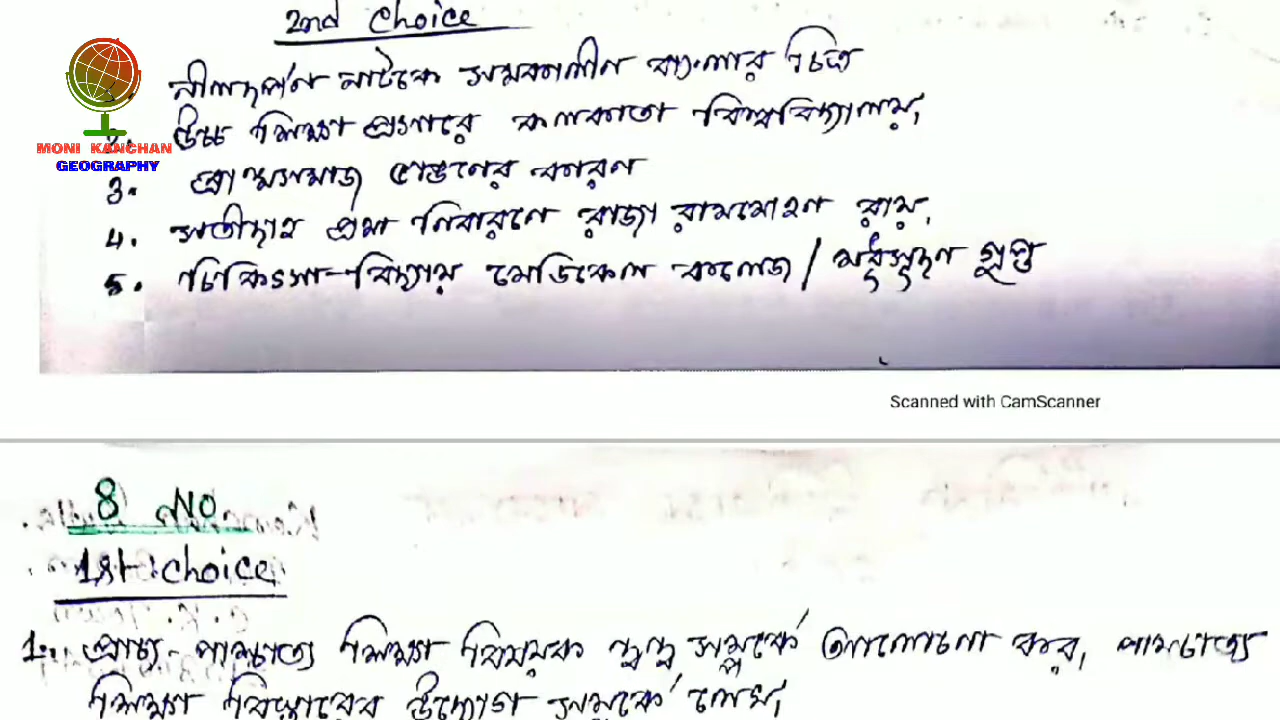 2nd choice
MONI KANCHAN
GEOGRAPHY
নীলদর্পণ নাটকে সমকালীন বাংলার চিত্র
2. উচ্চ শিক্ষা প্রসারে কলকাতা বিশ্ববিদ্যালয়,
3. ব্রাহ্মসমাজ ভাঙনের কারণ
4. সতীদাহ প্রথা নিবারণে রাজা রামমোহন রায়,
5. চিকিৎসা-বিদ্যায় মেডিকেল কলেজ / মধুসূদন গুপ্ত
Scanned with CamScanner
8 No
1st choice
1. প্রাচ্য-পাশ্চাত্য শিক্ষা বিষয়ক দ্বন্দ্ব সম্পর্কে আলোচনা কর, পাশ্চাত্য
শিক্ষা বিস্তারের উদ্যোগ সম্পর্কে লেখ,